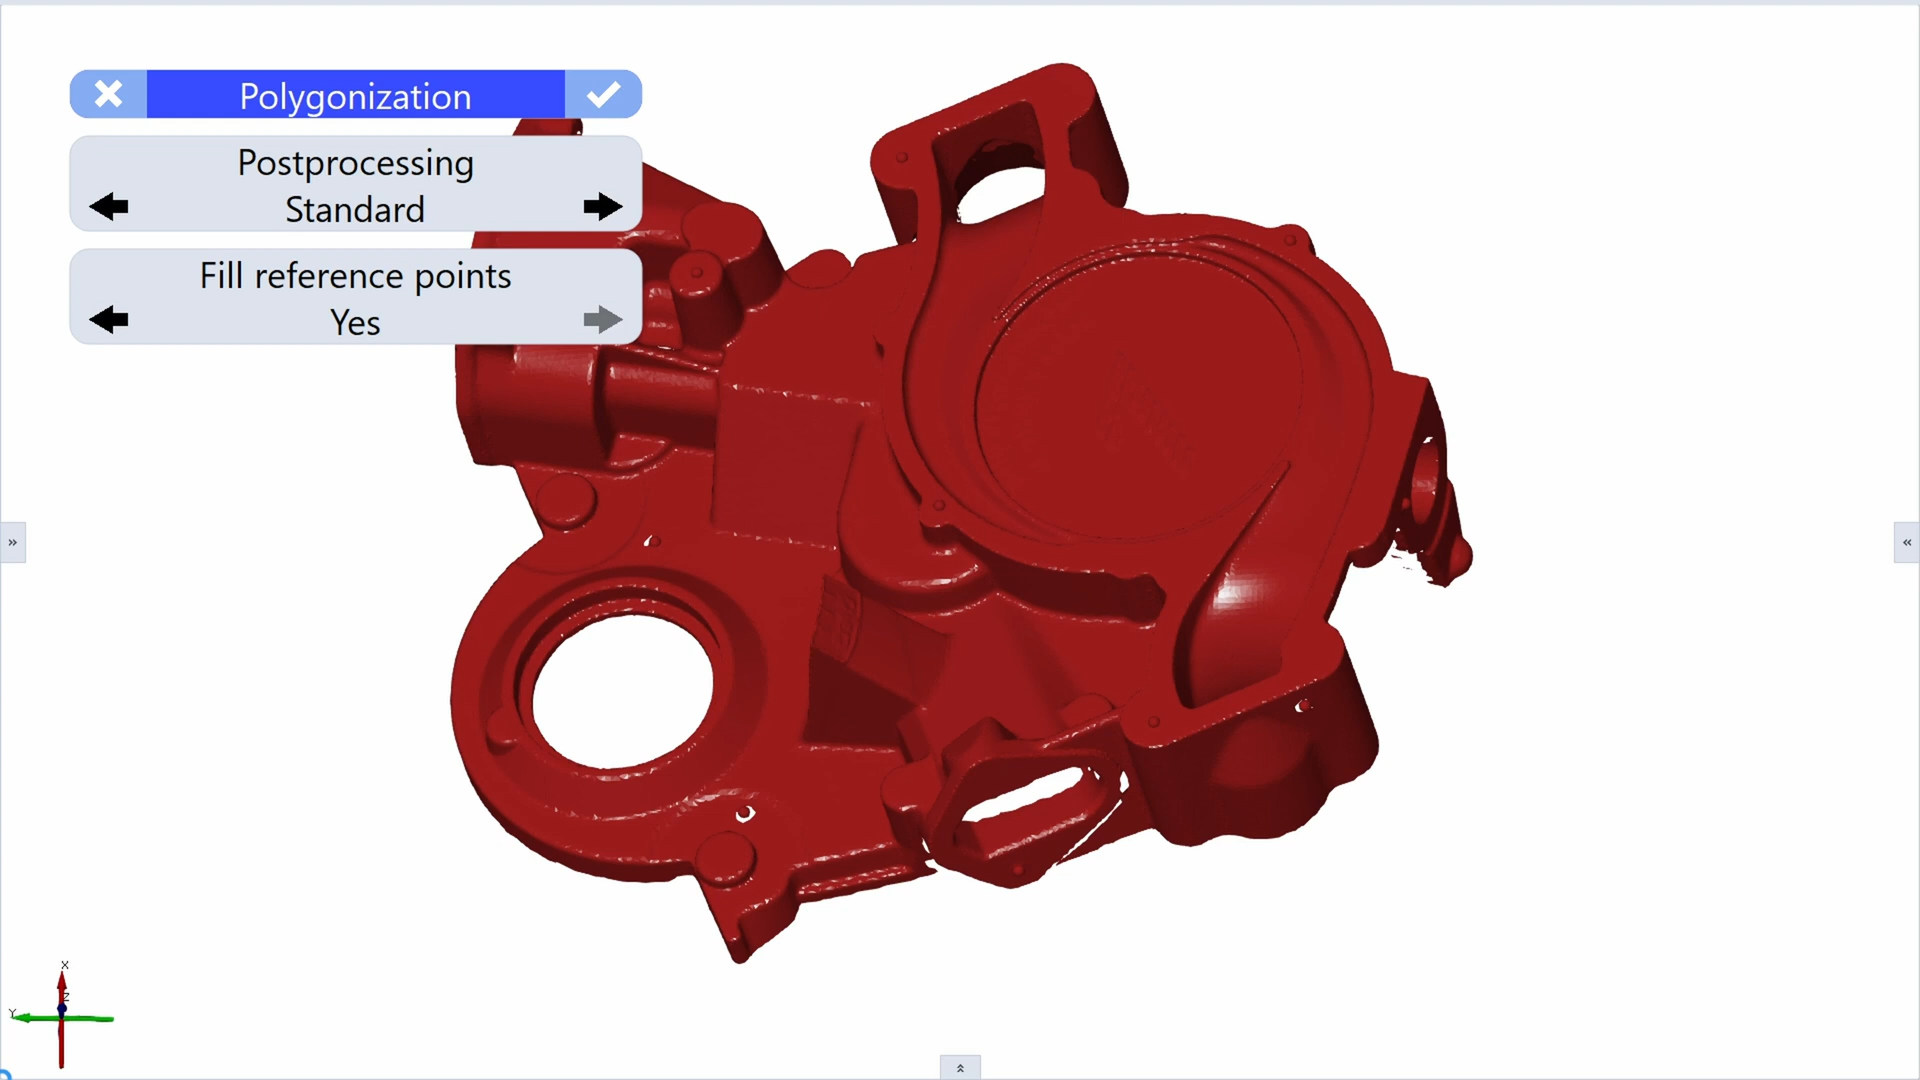 Polygonization
Postprocessing
Standard
Fill reference points
Yes
»
«
X
Z
Y